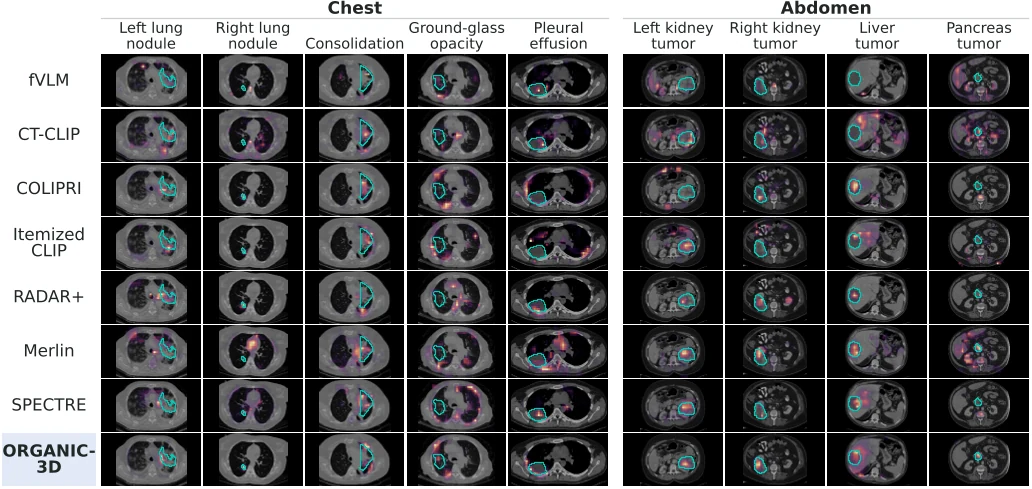 Chest
Abdomen
Left lung
nodule
Right lung
nodule
Consolidation
Ground-glass
opacity
Pleural
effusion
Left kidney
tumor
Right kidney
tumor
Liver
tumor
Pancreas
tumor
fVLM
CT-CLIP
COLIPRI
Itemized
CLIP
RADAR+
Merlin
SPECTRE
ORGANIC-
3D